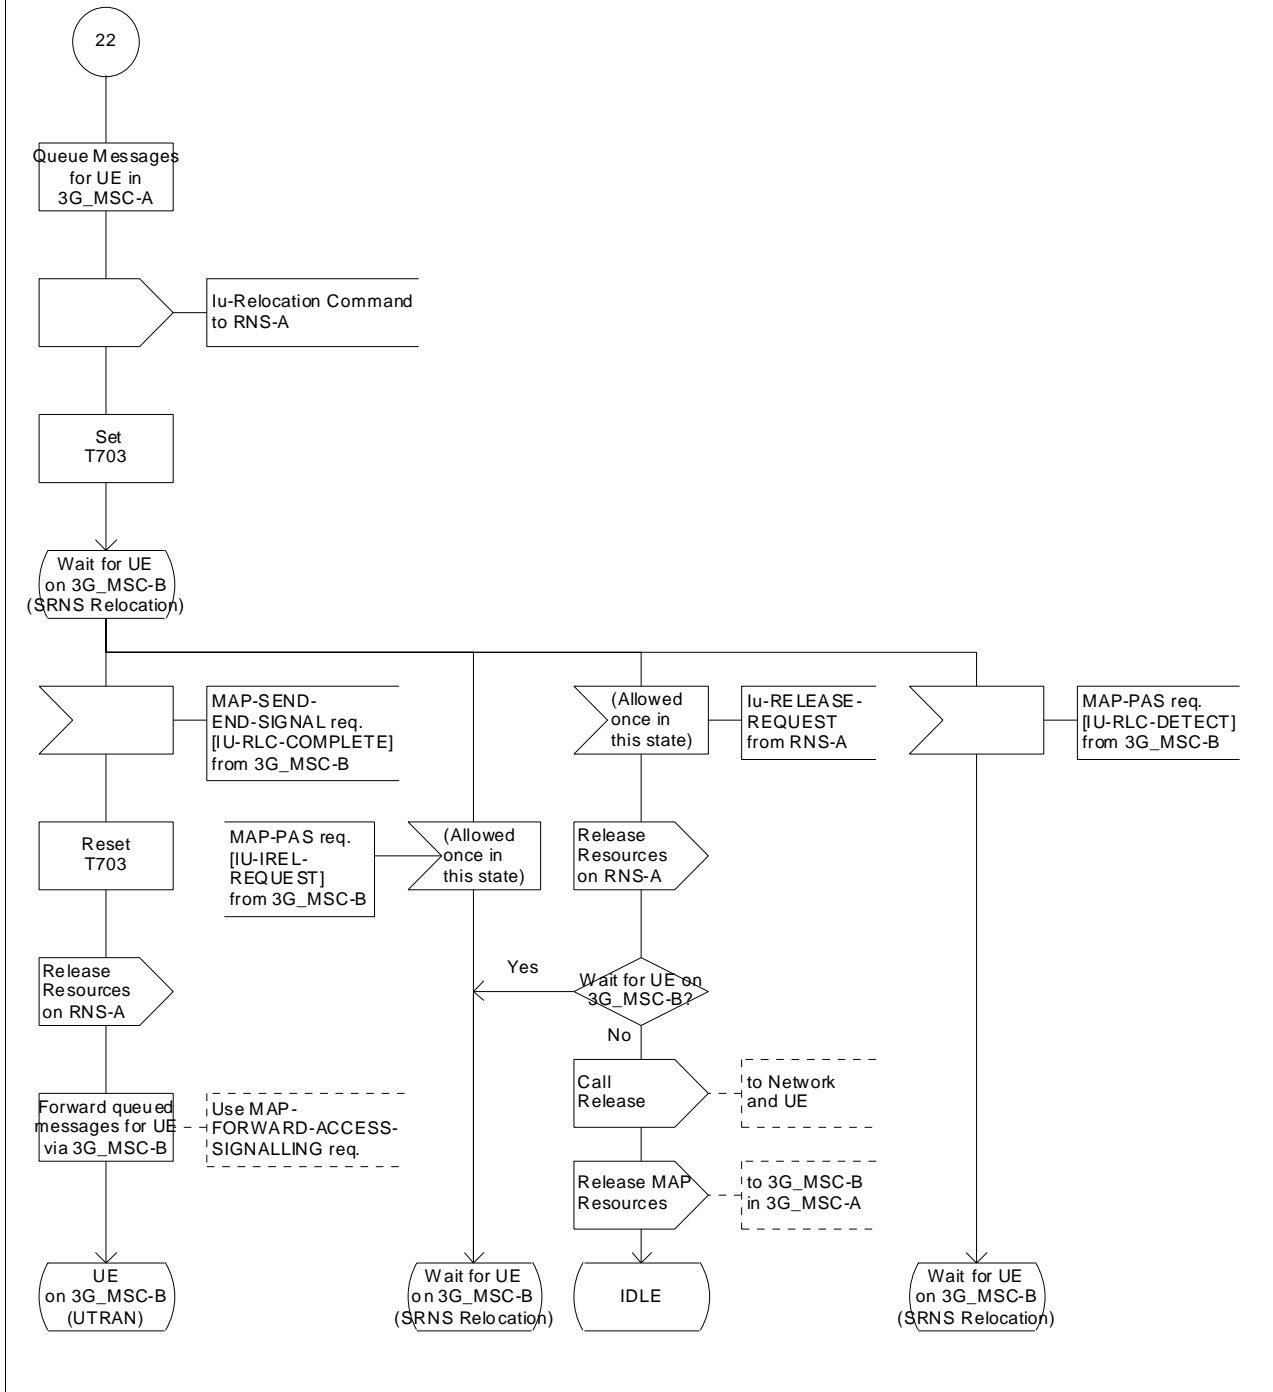 22
Queue Messages
for UE in
3G_MSC-A
Iu-Relocation Command
to RNS-A
Set
T703
Wait for UE
on 3G_MSC-B
(SRNS Relocation)
MAP-SEND-
END-SIGNAL req.
[IU-RLC-COMPLETE]
from 3G_MSC-B
(Allowed
once in
this state)
Iu-RELEASE-
REQUEST
from RNS-A
MAP-PAS req.
[IU-RLC-DETECT]
from 3G_MSC-B
Reset
T703
MAP-PAS req.
[IU-IREL-
REQUEST]
from 3G_MSC-B
(Allowed
once in
this state)
Release
Resources
on RNS-A
Release
Resources
on RNS-A
Yes
Wait for UE on
3G_MSC-B?
No
Forward queued
messages for UE
via 3G_MSC-B
Use MAP-
FORWARD-ACCESS-
SIGNALLING req.
Call
Release
to Network
and UE
Release MAP
Resources
to 3G_MSC-B
in 3G_MSC-A
UE
on 3G_MSC-B
(UTRAN)
Wait for UE
on 3G_MSC-B
(SRNS Relocation)
IDLE
Wait for UE
on 3G_MSC-B
(SRNS Relocation)